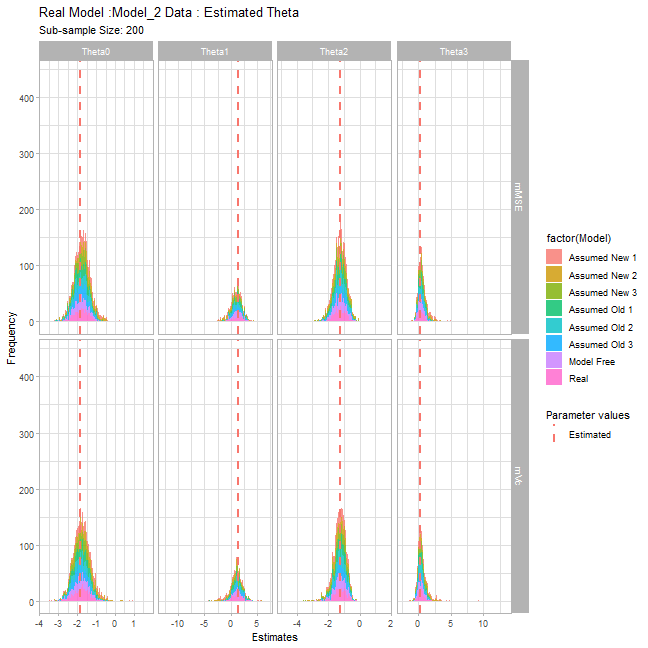 Real Model :Model_2 Data : Estimated Theta
Sub-sample Size: 200
Theta0 Theta1 Theta2 Theta3
400
300
200
100
0
mMSE
Frequency
400
300
200
100
0
mVc
-4 -3 -2 -1 0 1
-10 -5 0 5
-4 -2 0 2
0 5 10
Estimates
factor(Model)
Assumed New 1
Assumed New 2
Assumed New 3
Assumed Old 1
Assumed Old 2
Assumed Old 3
Model Free
Real
Parameter values
Estimated